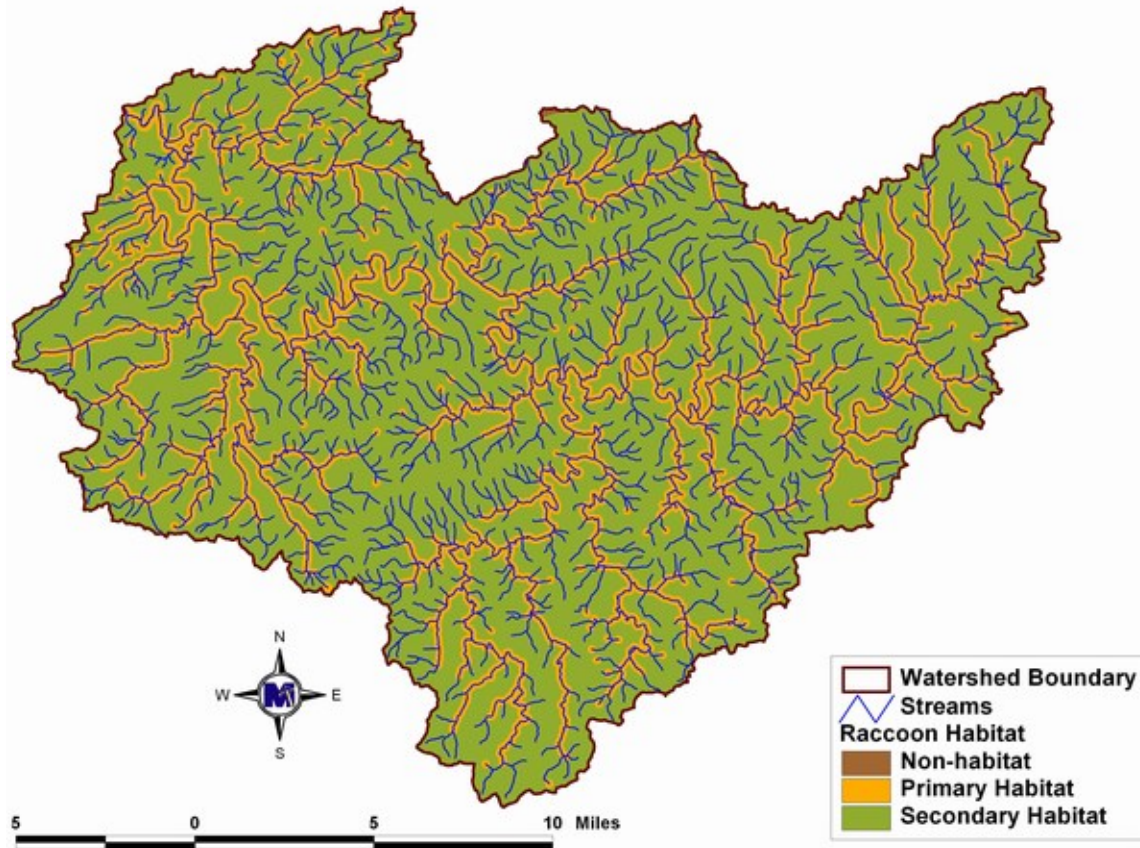 N
W M E
S
Watershed Boundary
Streams
Raccoon Habitat
Non-habitat
Primary Habitat
Secondary Habitat
5 0 5 10 Miles